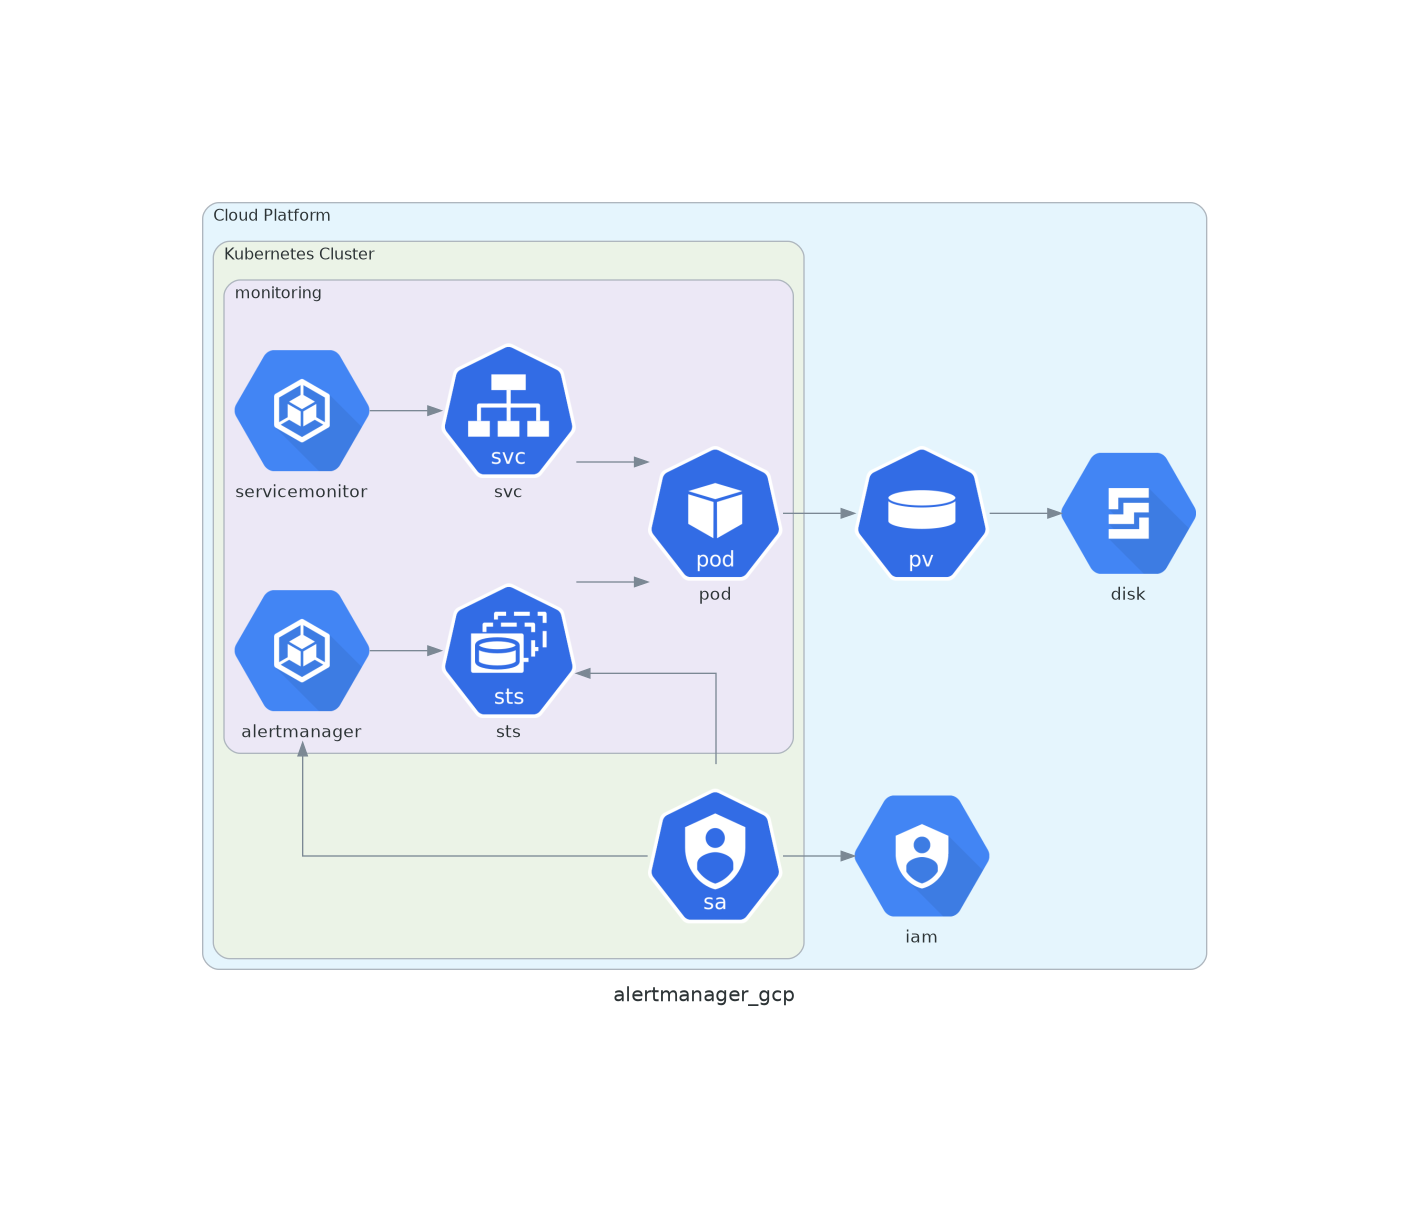 Cloud Platform
Kubernetes Cluster
monitoring
servicemonitor
svc
svc
pod
pod
pv
disk
alertmanager
sts
sts
sa
iam
alertmanager_gcp